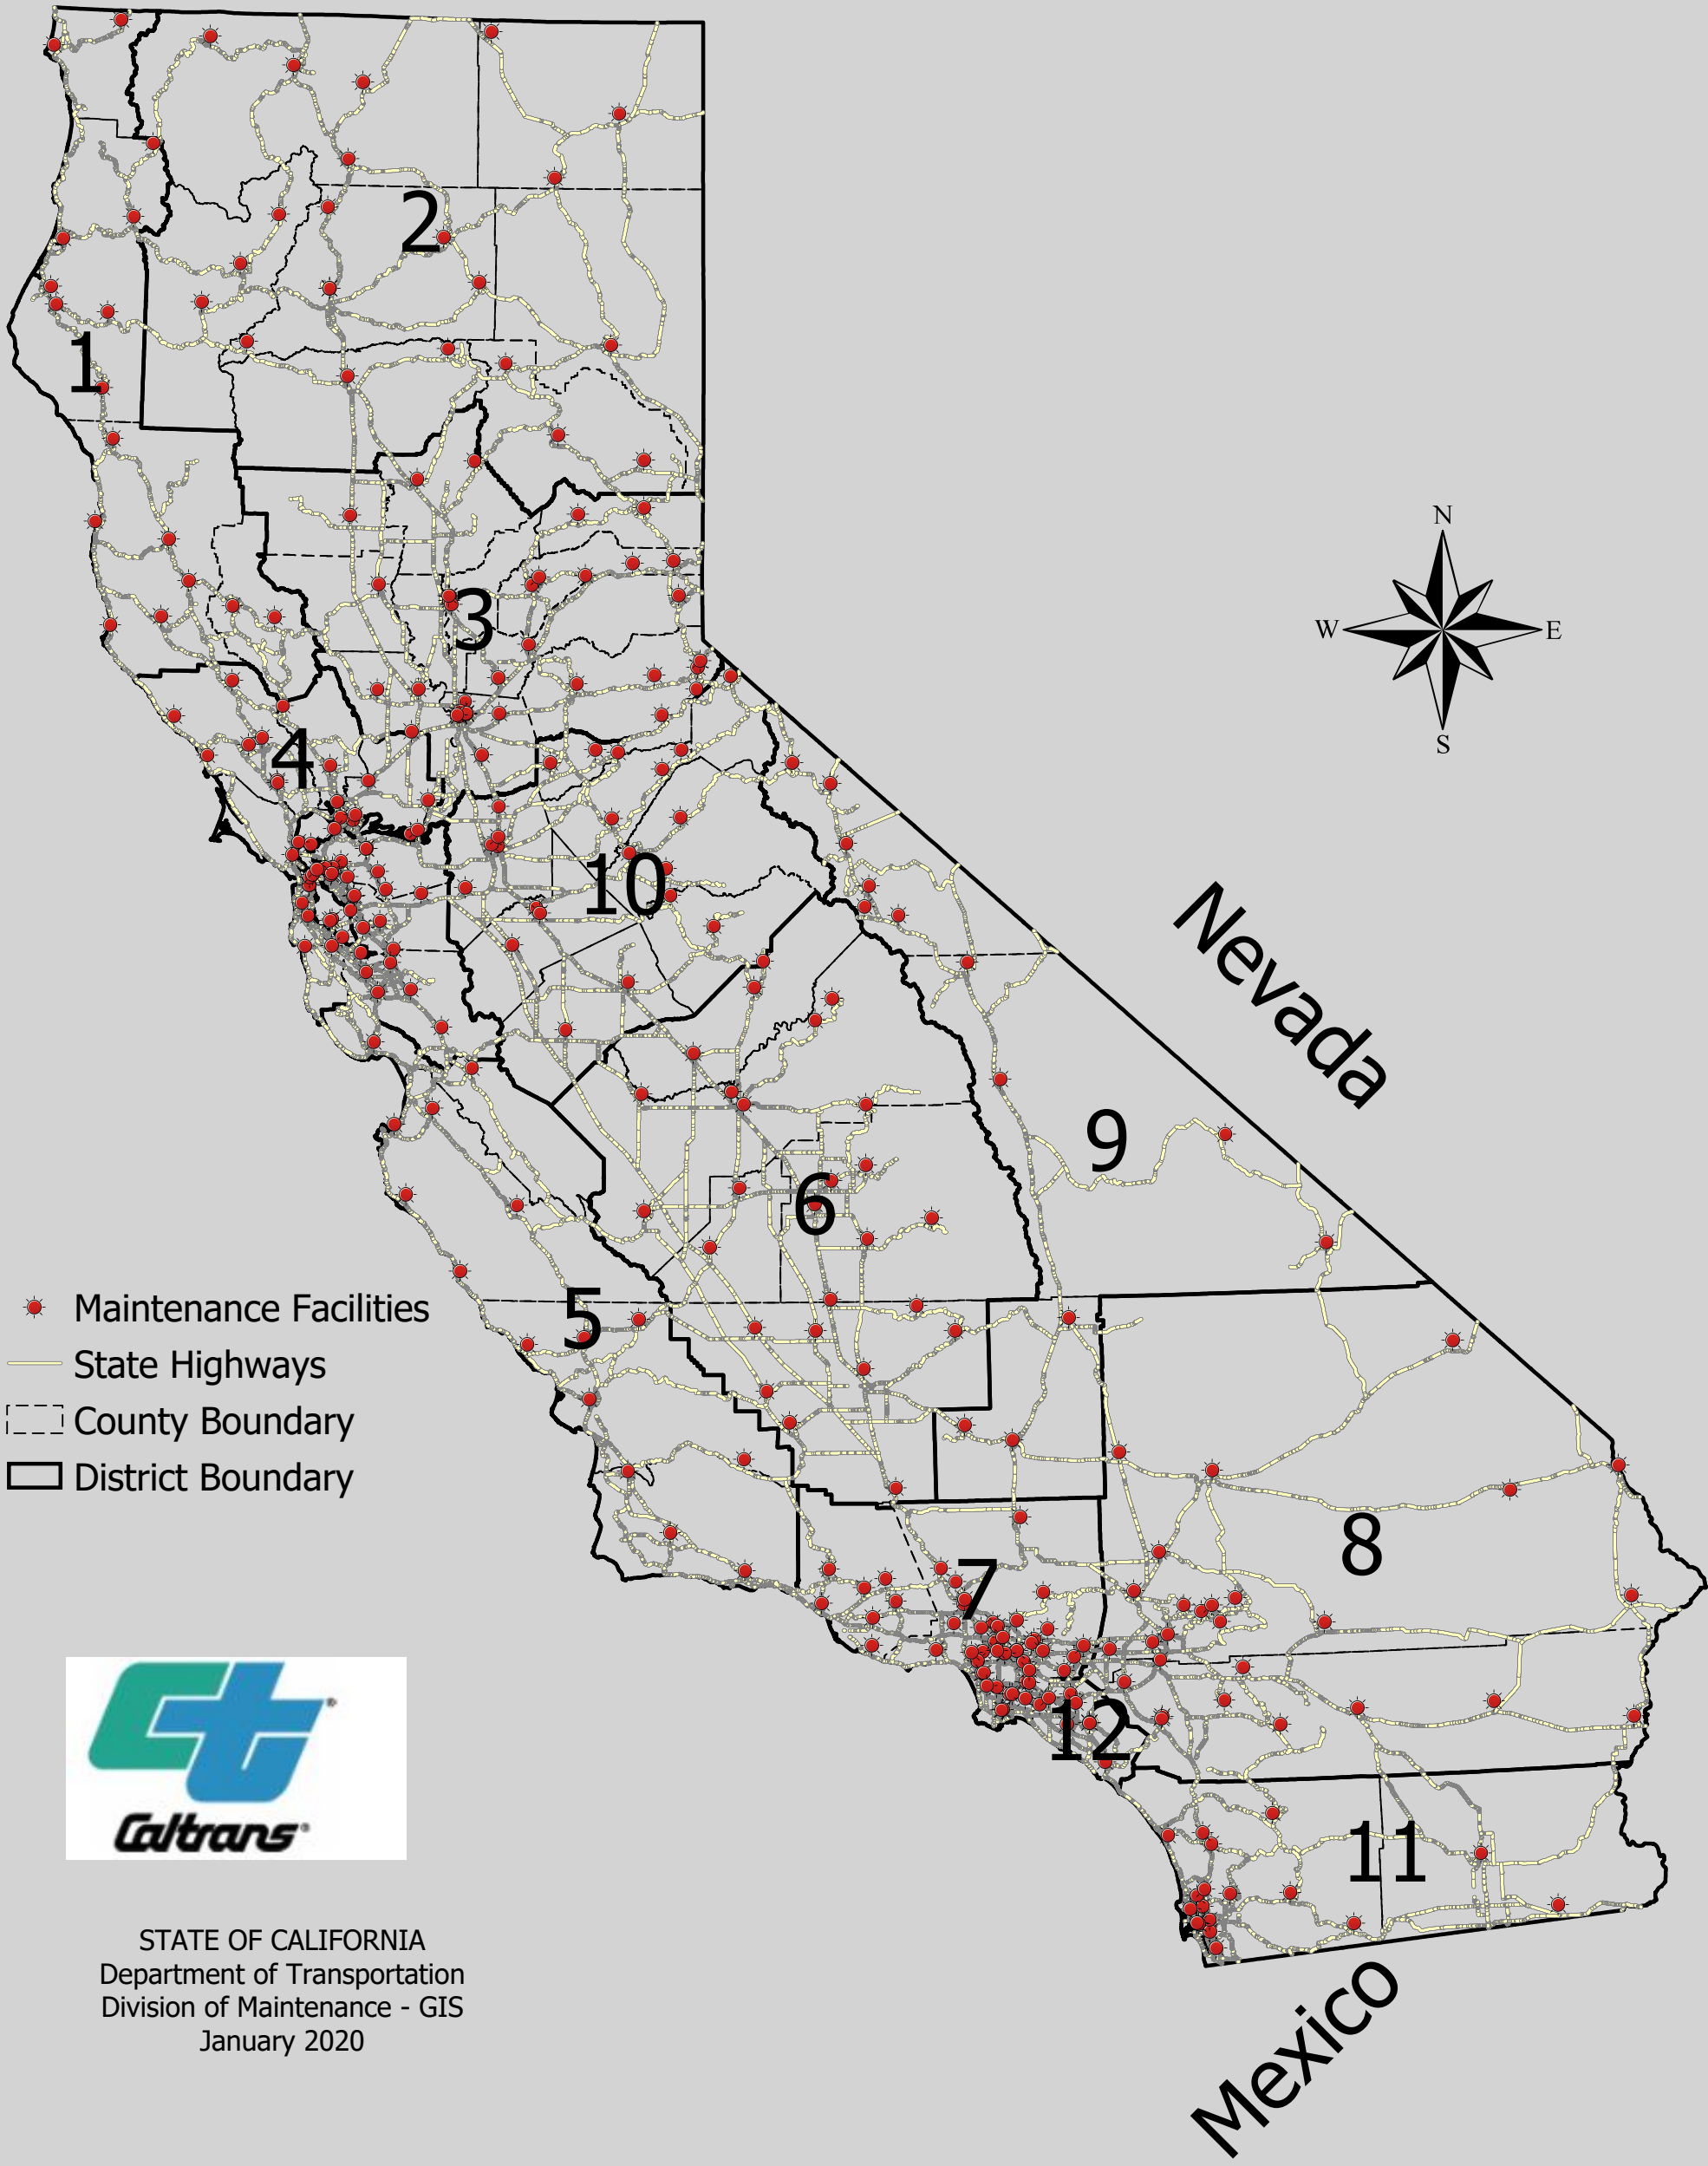 N
W E
S
Nevada
Mexico
1
2
3
4
5
6
7
8
9
10
11
12
Maintenance Facilities
State Highways
County Boundary
District Boundary
Caltrans®
STATE OF CALIFORNIA
Department of Transportation
Division of Maintenance - GIS
January 2020